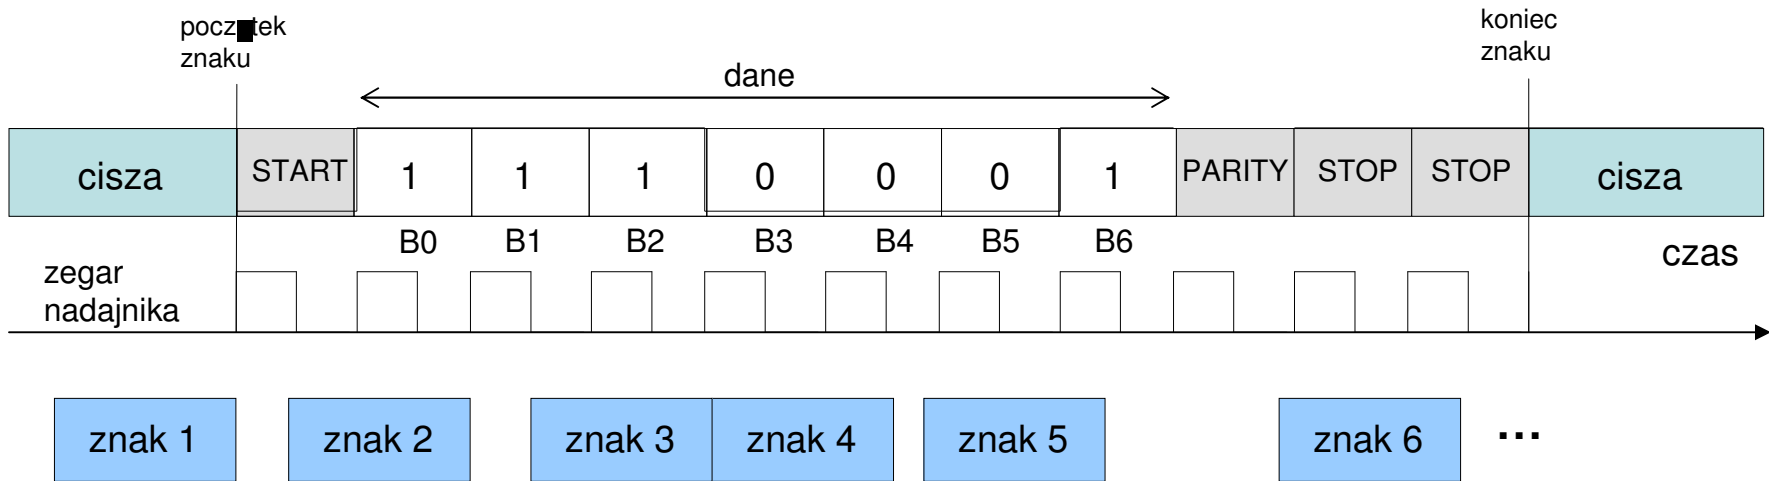 znaku
koniec
znaku
dane
cisza START 1 1 1 0 0 0 1 PARITY STOP STOP cisza
B0 B1 B2 B3 B4 B5 B6
czas
zegar
nadajnika
znak 1 znak 2 znak 3 znak 4 znak 5 znak 6 ...